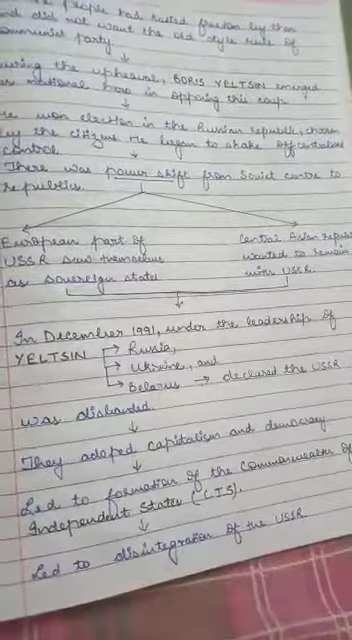 People had tasted freedom by then
did not want the old style rule of
communist party.
during the upheaval, BORIS YELTSIN emerged
as national hero in opposing this coup
He won election in the Russian republic, chosen
by the citizens. He began to shake off centralised
control
There was power shift from Soviet centre to
republics.
European part of
USSR saw themselves
as sovereign states
Central Asian republ
wanted to remain
with USSR.
In December 1991, under the leadership of
YELTSIN → Russia,
→ Ukraine, and
→ Belarus → declared the USSR
was disbanded.
They adoped capitalism and democracy
Led to formation of the Commonwealth of
Independent States (CIS).
Led to disintegration of the USSR